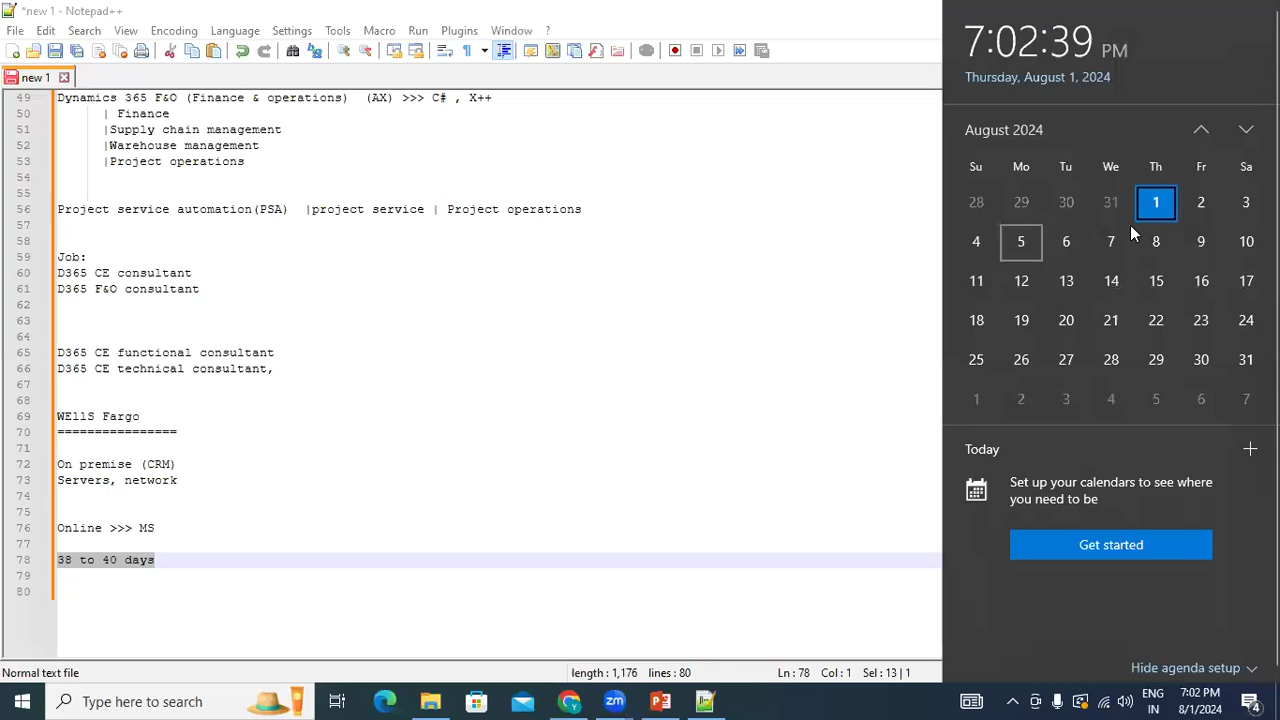 *new 1 - Notepad++
File Edit Search View Encoding Language Settings Tools Macro Run Plugins Window ?
new 1
49 Dynamics 365 F&O (Finance & operations) (AX) >>> C# , X++
50 | Finance
51 |Supply chain management
52 |Warehouse management
53 |Project operations
54
55
56 Project service automation(PSA) |project service | Project operations
57
58
59 Job:
60 D365 CE consultant
61 D365 F&O consultant
62
63
64
65 D365 CE functional consultant
66 D365 CE technical consultant,
67
68
69 WEllS Fargo
70 ================
71
72 On premise (CRM)
73 Servers, network
74
75
76 Online >>> MS
77
78 38 to 40 days
79
80
Normal text file length : 1,176 lines : 80 Ln : 78 Col : 1 Sel : 13 | 1
7:02:39 PM
Thursday, August 1, 2024
August 2024
Su Mo Tu We Th Fr Sa
28 29 30 31 1 2 3
4 5 6 7 8 9 10
11 12 13 14 15 16 17
18 19 20 21 22 23 24
25 26 27 28 29 30 31
1 2 3 4 5 6 7
Today
Set up your calendars to see where
you need to be
Get started
Hide agenda setup
Type here to search
zm
ENG
IN
7:02 PM
8/1/2024
4